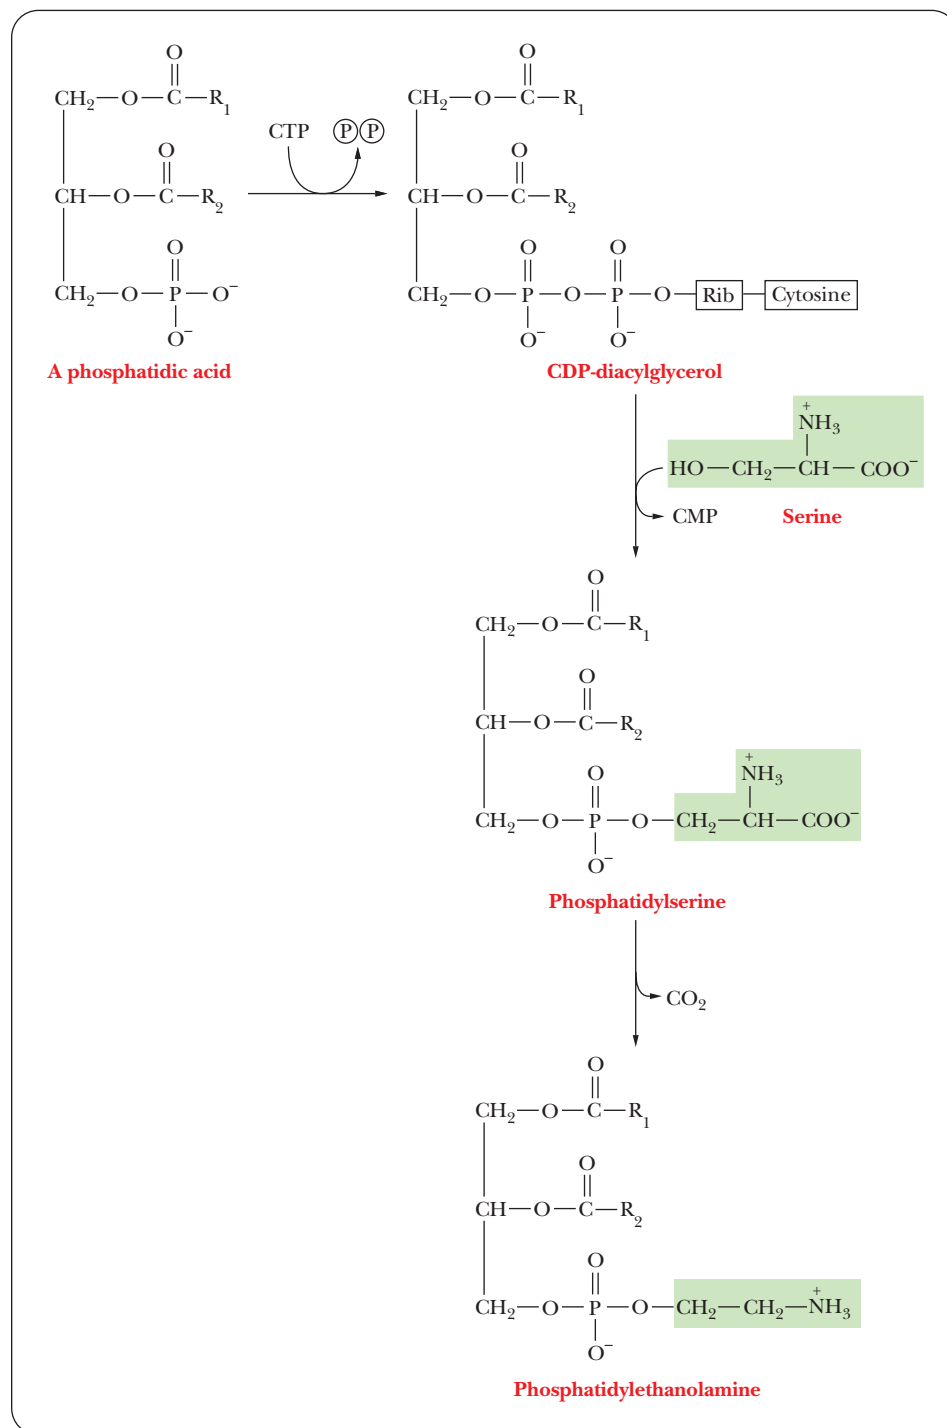 O O
CH₂—O—C—R₁ CH₂—O—C—R₁
CTP P P
O O
CH—O—C—R₂ CH—O—C—R₂
O O O
CH₂—O—P—O⁻ CH₂—O—P—O—P—O—Rib—Cytosine
O⁻ O⁻ O⁻
A phosphatidic acid CDP-diacylglycerol
+
NH₃
HO—CH₂—CH—COO⁻
CMP Serine
O
CH₂—O—C—R₁
O
CH—O—C—R₂
+
O NH₃
CH₂—O—P—O—CH₂—CH—COO⁻
O⁻
Phosphatidylserine
CO₂
O
CH₂—O—C—R₁
O
CH—O—C—R₂
O +
CH₂—O—P—O—CH₂—CH₂—NH₃
O⁻
Phosphatidylethanolamine